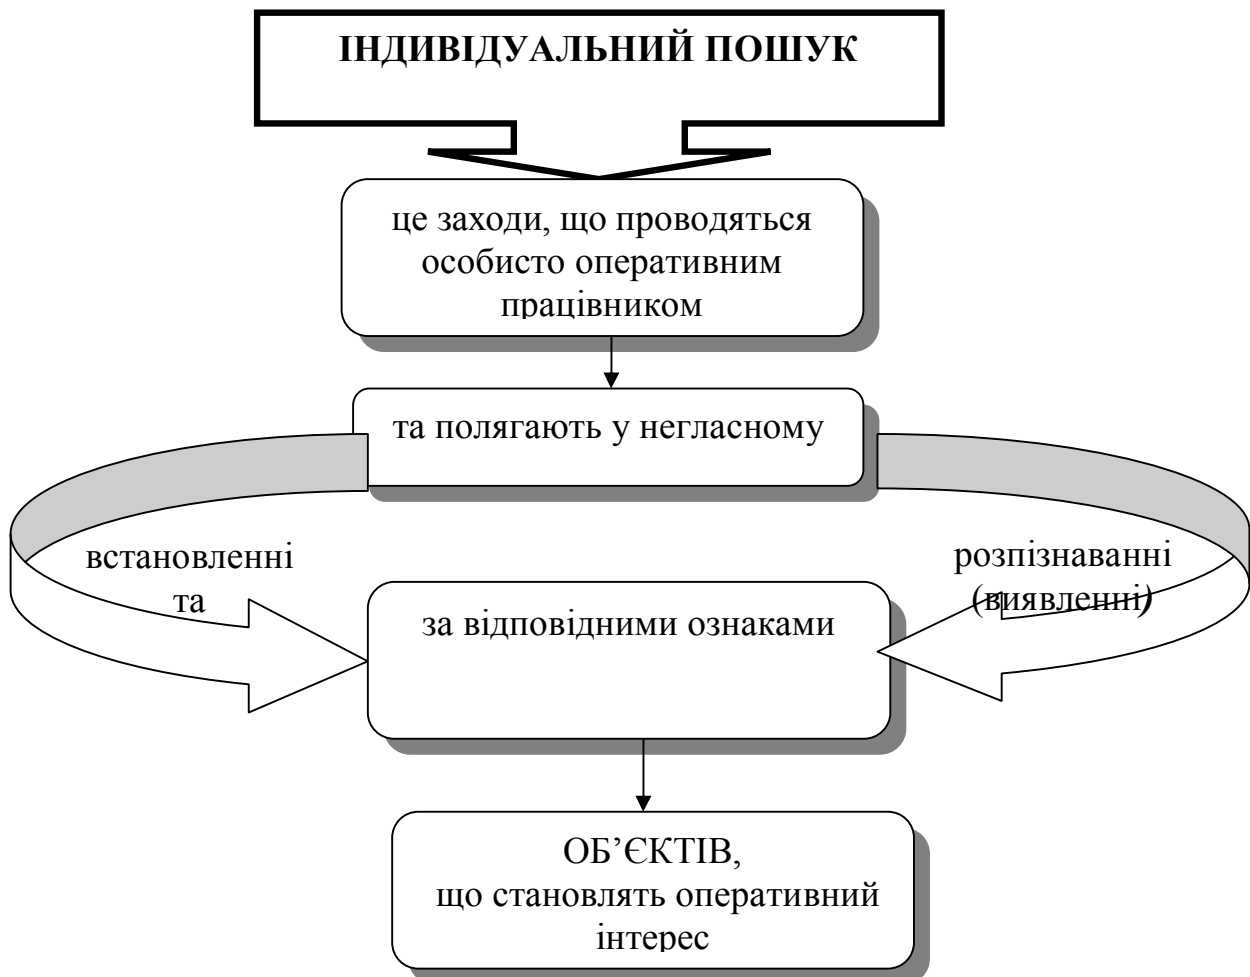 ІНДИВІДУАЛЬНИЙ ПОШУК
це заходи, що проводяться
особисто оперативним
працівником
та полягають у негласному
встановленні
та
розпізнаванні
(виявленні)
за відповідними ознаками
ОБ’ЄКТІВ,
що становлять оперативний
інтерес